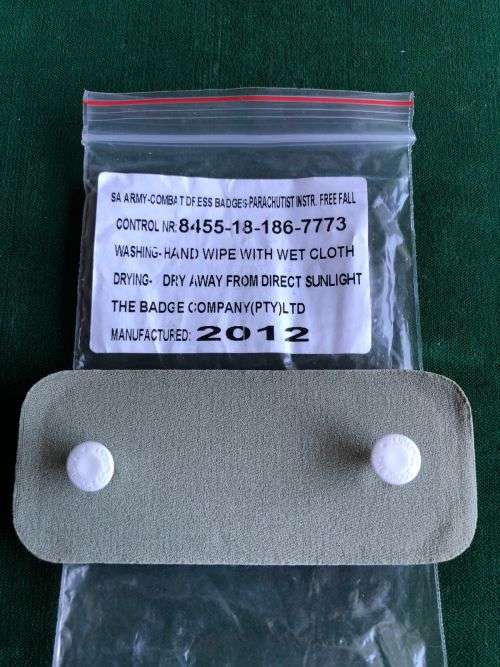 SA ARMY-COMBAT DRESS BADGES-PARACHUTIST INSTR. FREE FALL
CONTROL NR:8455-18-186-7773
WASHING-HAND WIPE WITH WET CLOTH
DRYING- DRY AWAY FROM DIRECT SUNLIGHT
THE BADGE COMPANY(PTY)LTD
MANUFACTURED: 2012